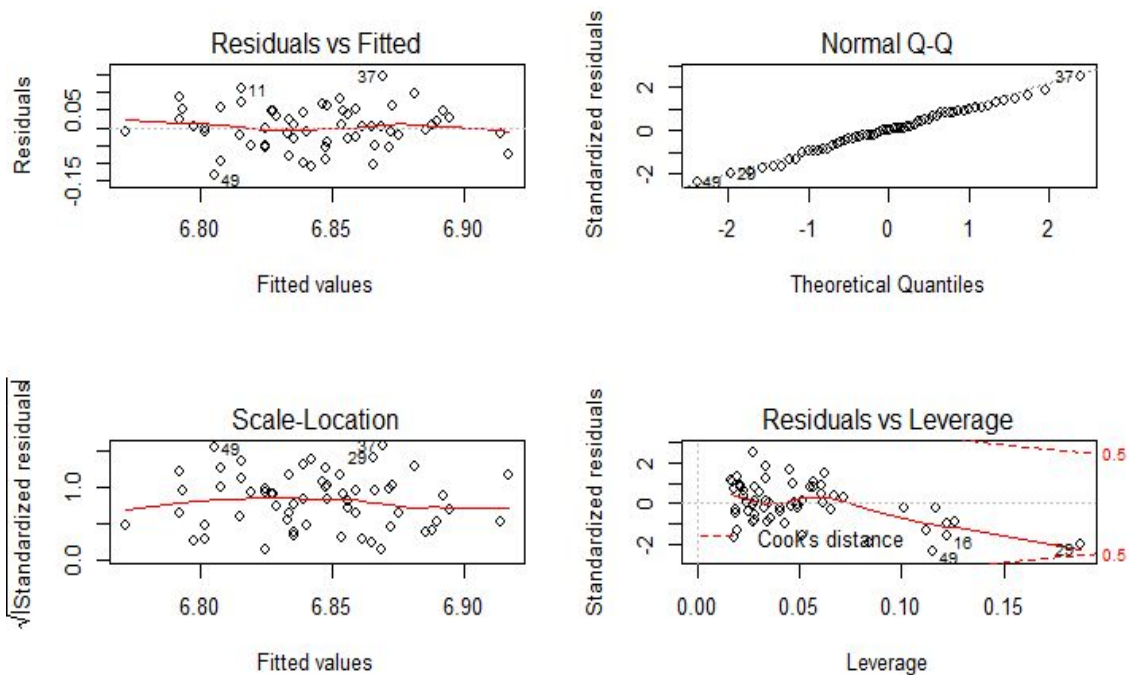 Residuals vs Fitted
Residuals
0.05
-0.15
37
11
49
6.80 6.85 6.90
Fitted values
Normal Q-Q
Standardized residuals
2
0
-2
37
49
29
-2 -1 0 1 2
Theoretical Quantiles
Scale-Location
√|Standardized residuals|
1.0
0.0
49
37
29
6.80 6.85 6.90
Fitted values
Residuals vs Leverage
Standardized residuals
2
0
-2
0.5
0.5
Cook's distance
16
49
29
0.00 0.05 0.10 0.15
Leverage